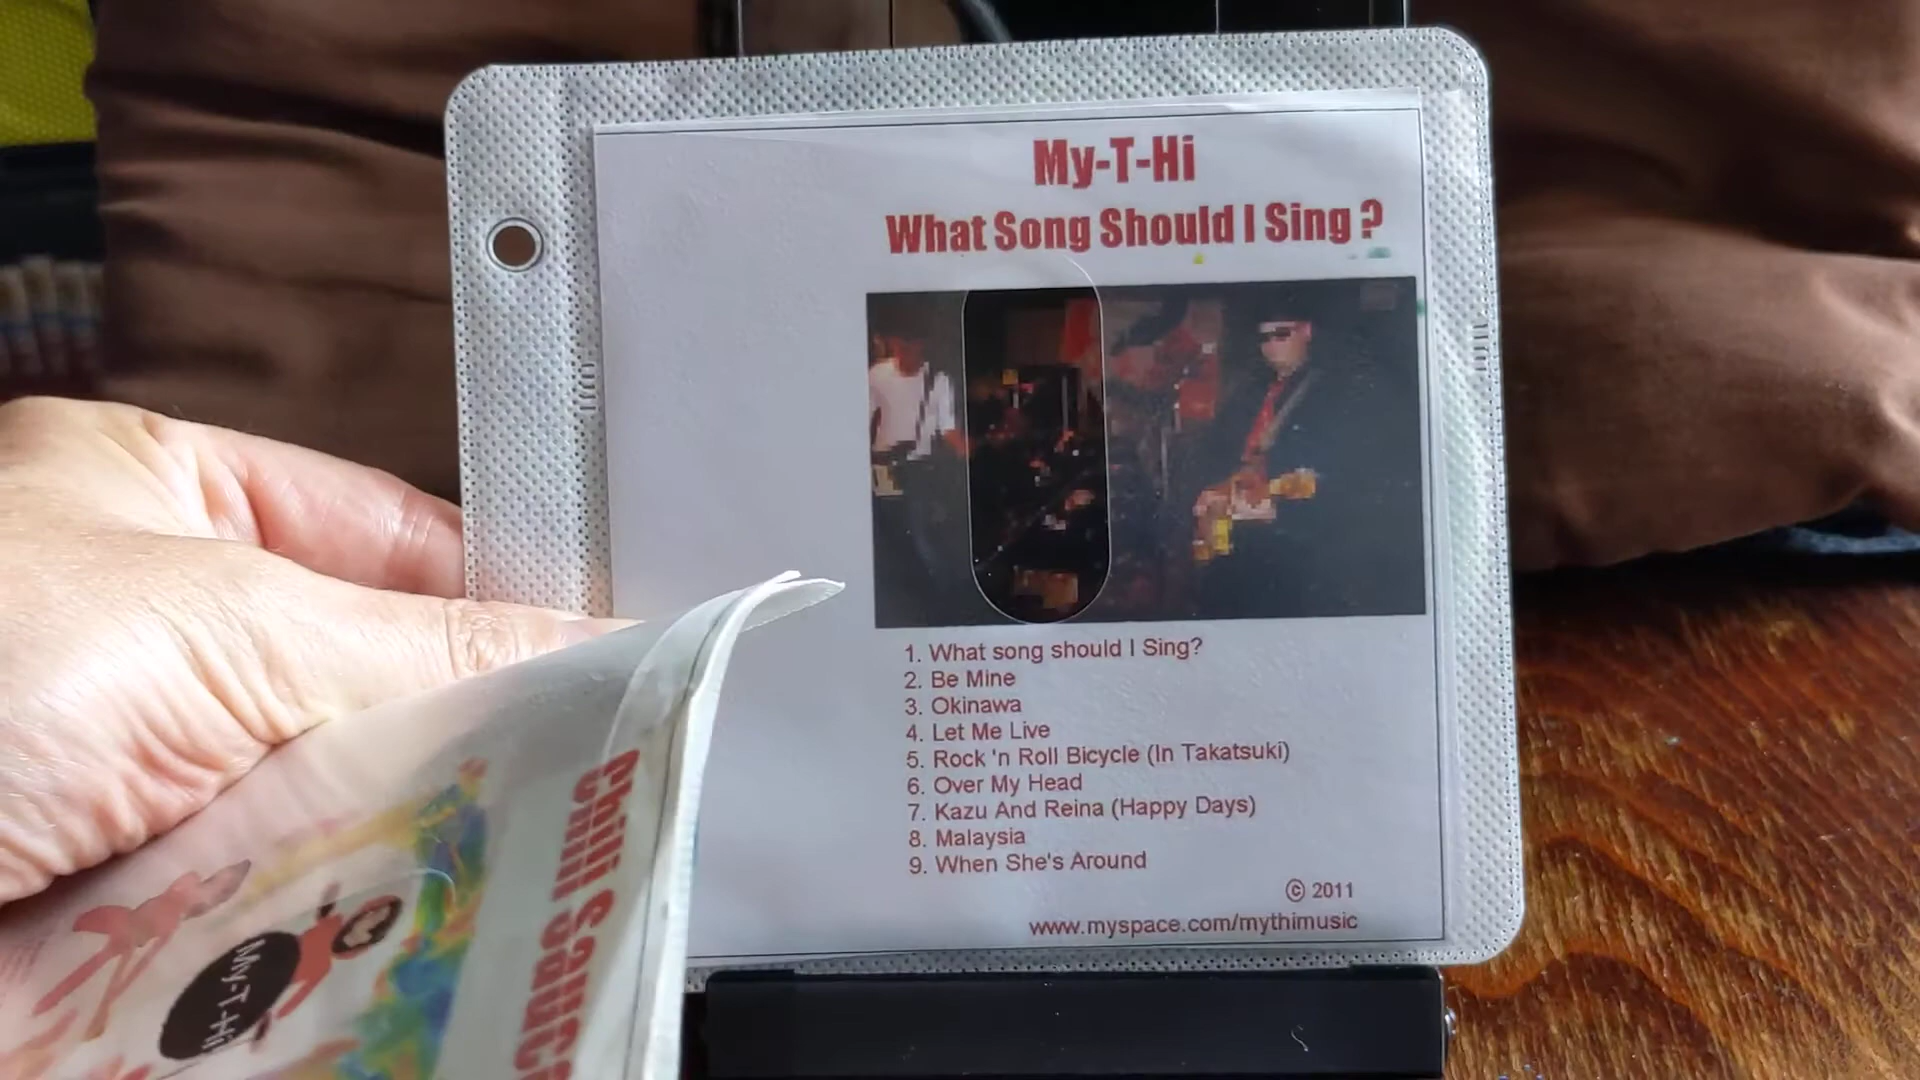 My-T-Hi
What Song Should I Sing ?
1. What song should I Sing?
2. Be Mine
3. Okinawa
4. Let Me Live
5. Rock 'n Roll Bicycle (In Takatsuki)
6. Over My Head
7. Kazu And Reina (Happy Days)
8. Malaysia
9. When She's Around
© 2011
www.myspace.com/mythimusic
Chili Sauce
My-T-Hi